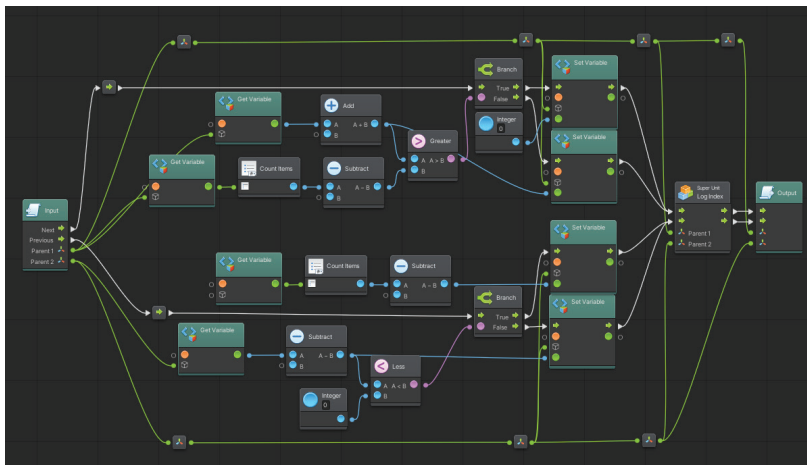 Branch
True
False
Set Variable
Get Variable
Add
A
A + B
B
Integer
0
Greater
A
A > B
B
Set Variable
Get Variable
Count Items
Subtract
A
A − B
B
Input
Next
Previous
Parent 1
Parent 2
Super Unit
Log Index
Parent 1
Parent 2
Output
Set Variable
Get Variable
Count Items
Subtract
A
A − B
B
Branch
True
False
Set Variable
Get Variable
Subtract
A
A − B
B
Less
A
A < B
B
Integer
0